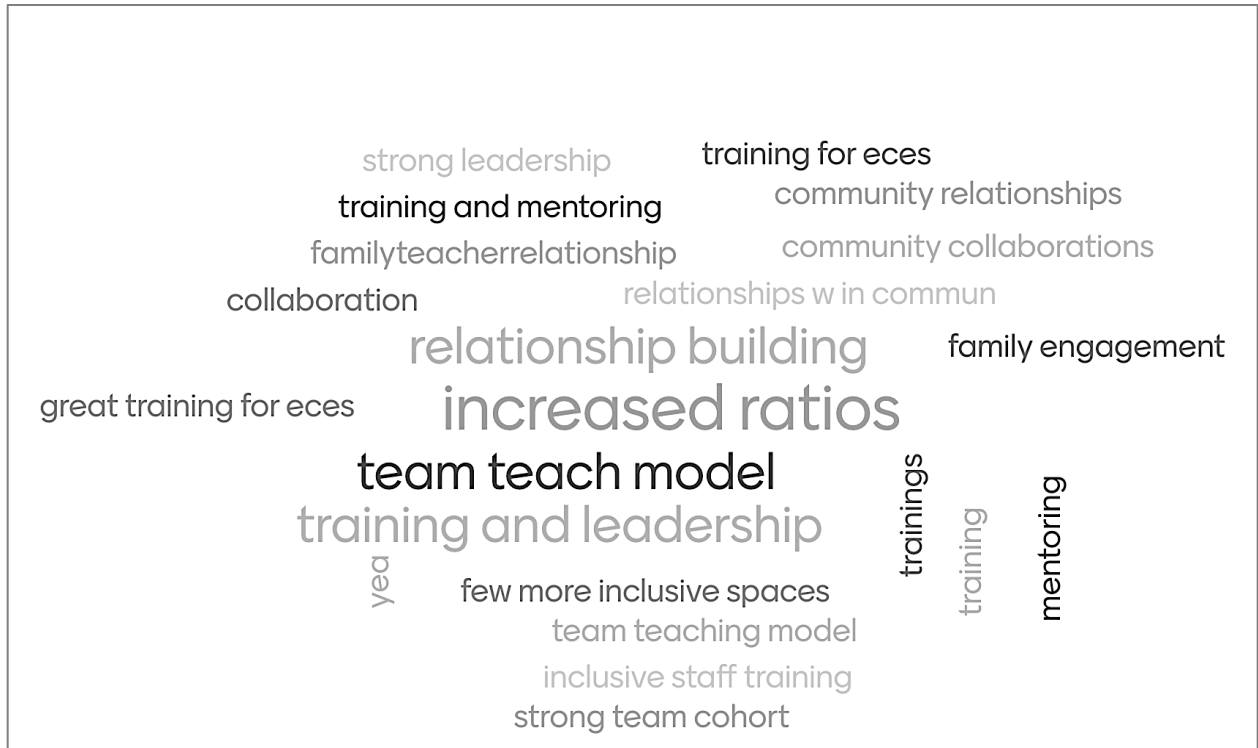 strong leadership
training for eces
training and mentoring
community relationships
familyteacherrelationship
community collaborations
collaboration
relationships w in commun
relationship building
family engagement
great training for eces
increased ratios
team teach model
trainings
training and leadership
training
mentoring
yea
few more inclusive spaces
team teaching model
inclusive staff training
strong team cohort